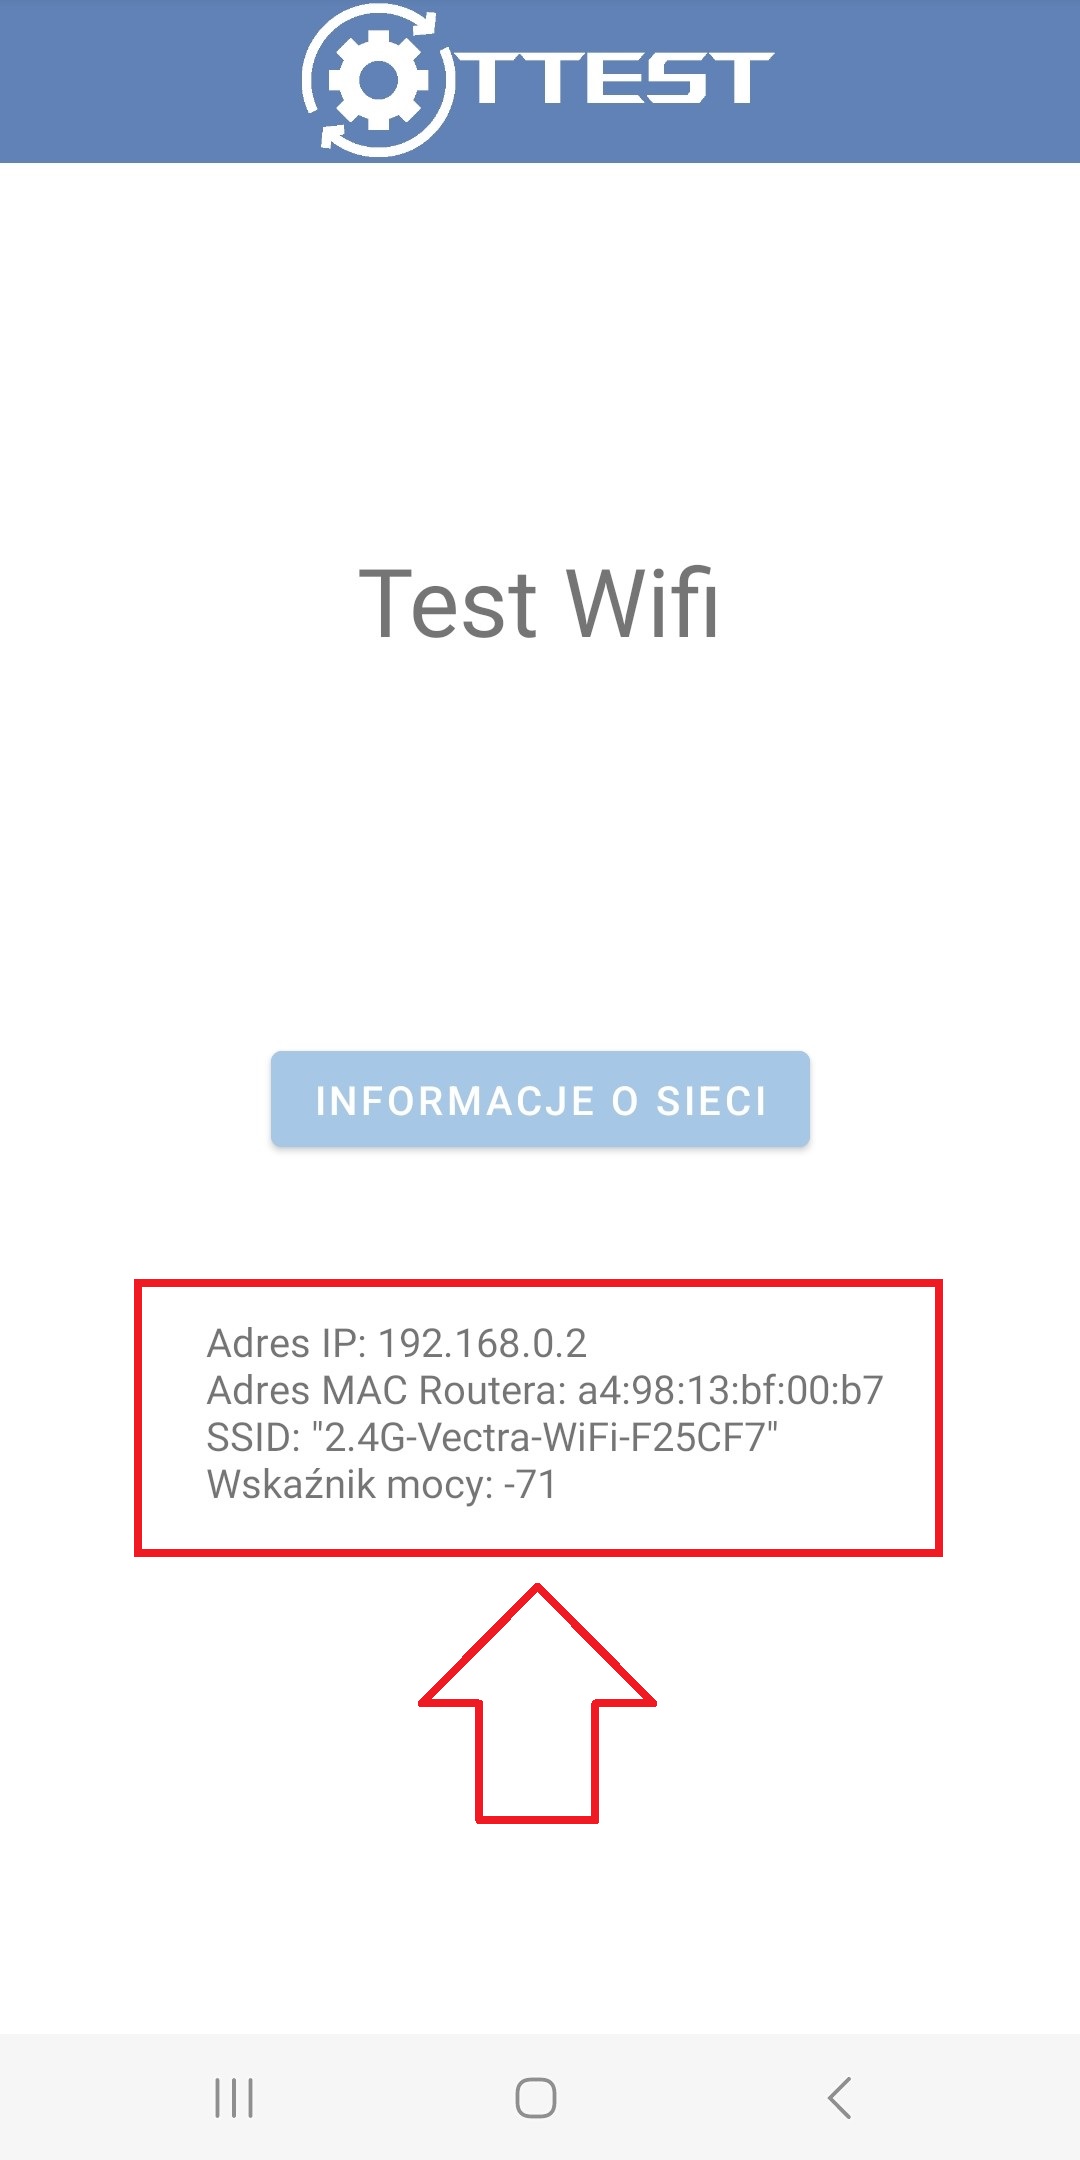 TTEST
Test Wifi
INFORMACJE O SIECI
Adres IP: 192.168.0.2
Adres MAC Routera: a4:98:13:bf:00:b7
SSID: "2.4G-Vectra-WiFi-F25CF7"
Wskaźnik mocy: -71